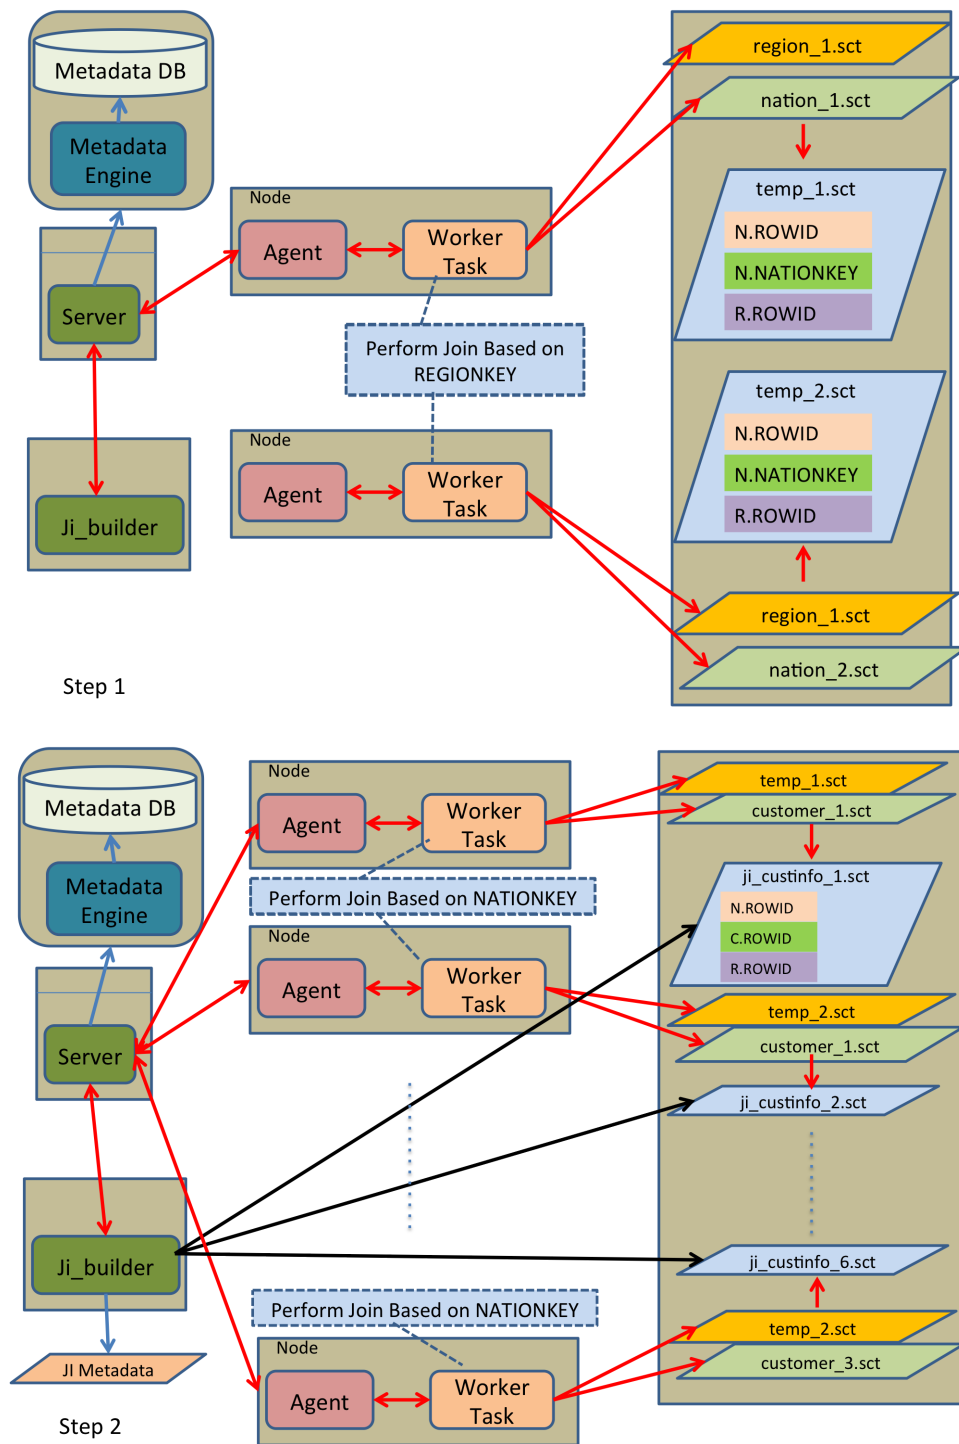 Metadata DB
Metadata
Engine
Server
Ji_builder
Node
Agent
Worker
Task
Perform Join Based on
REGIONKEY
Node
Agent
Worker
Task
region_1.sct
nation_1.sct
temp_1.sct
N.ROWID
N.NATIONKEY
R.ROWID
temp_2.sct
N.ROWID
N.NATIONKEY
R.ROWID
region_1.sct
nation_2.sct
Step 1
Metadata DB
Metadata
Engine
Server
Ji_builder
JI Metadata
Node
Agent
Worker
Task
Perform Join Based on NATIONKEY
Node
Agent
Worker
Task
Perform Join Based on NATIONKEY
Node
Agent
Worker
Task
temp_1.sct
customer_1.sct
ji_custinfo_1.sct
N.ROWID
C.ROWID
R.ROWID
temp_2.sct
customer_1.sct
ji_custinfo_2.sct
ji_custinfo_6.sct
temp_2.sct
customer_3.sct
Step 2